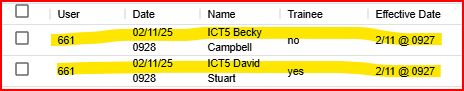 User Date Name Trainee Effective Date
661 02/11/25 0928 ICT5 Becky Campbell no 2/11 @ 0927
661 02/11/25 0928 ICT5 David Stuart yes 2/11 @ 0927